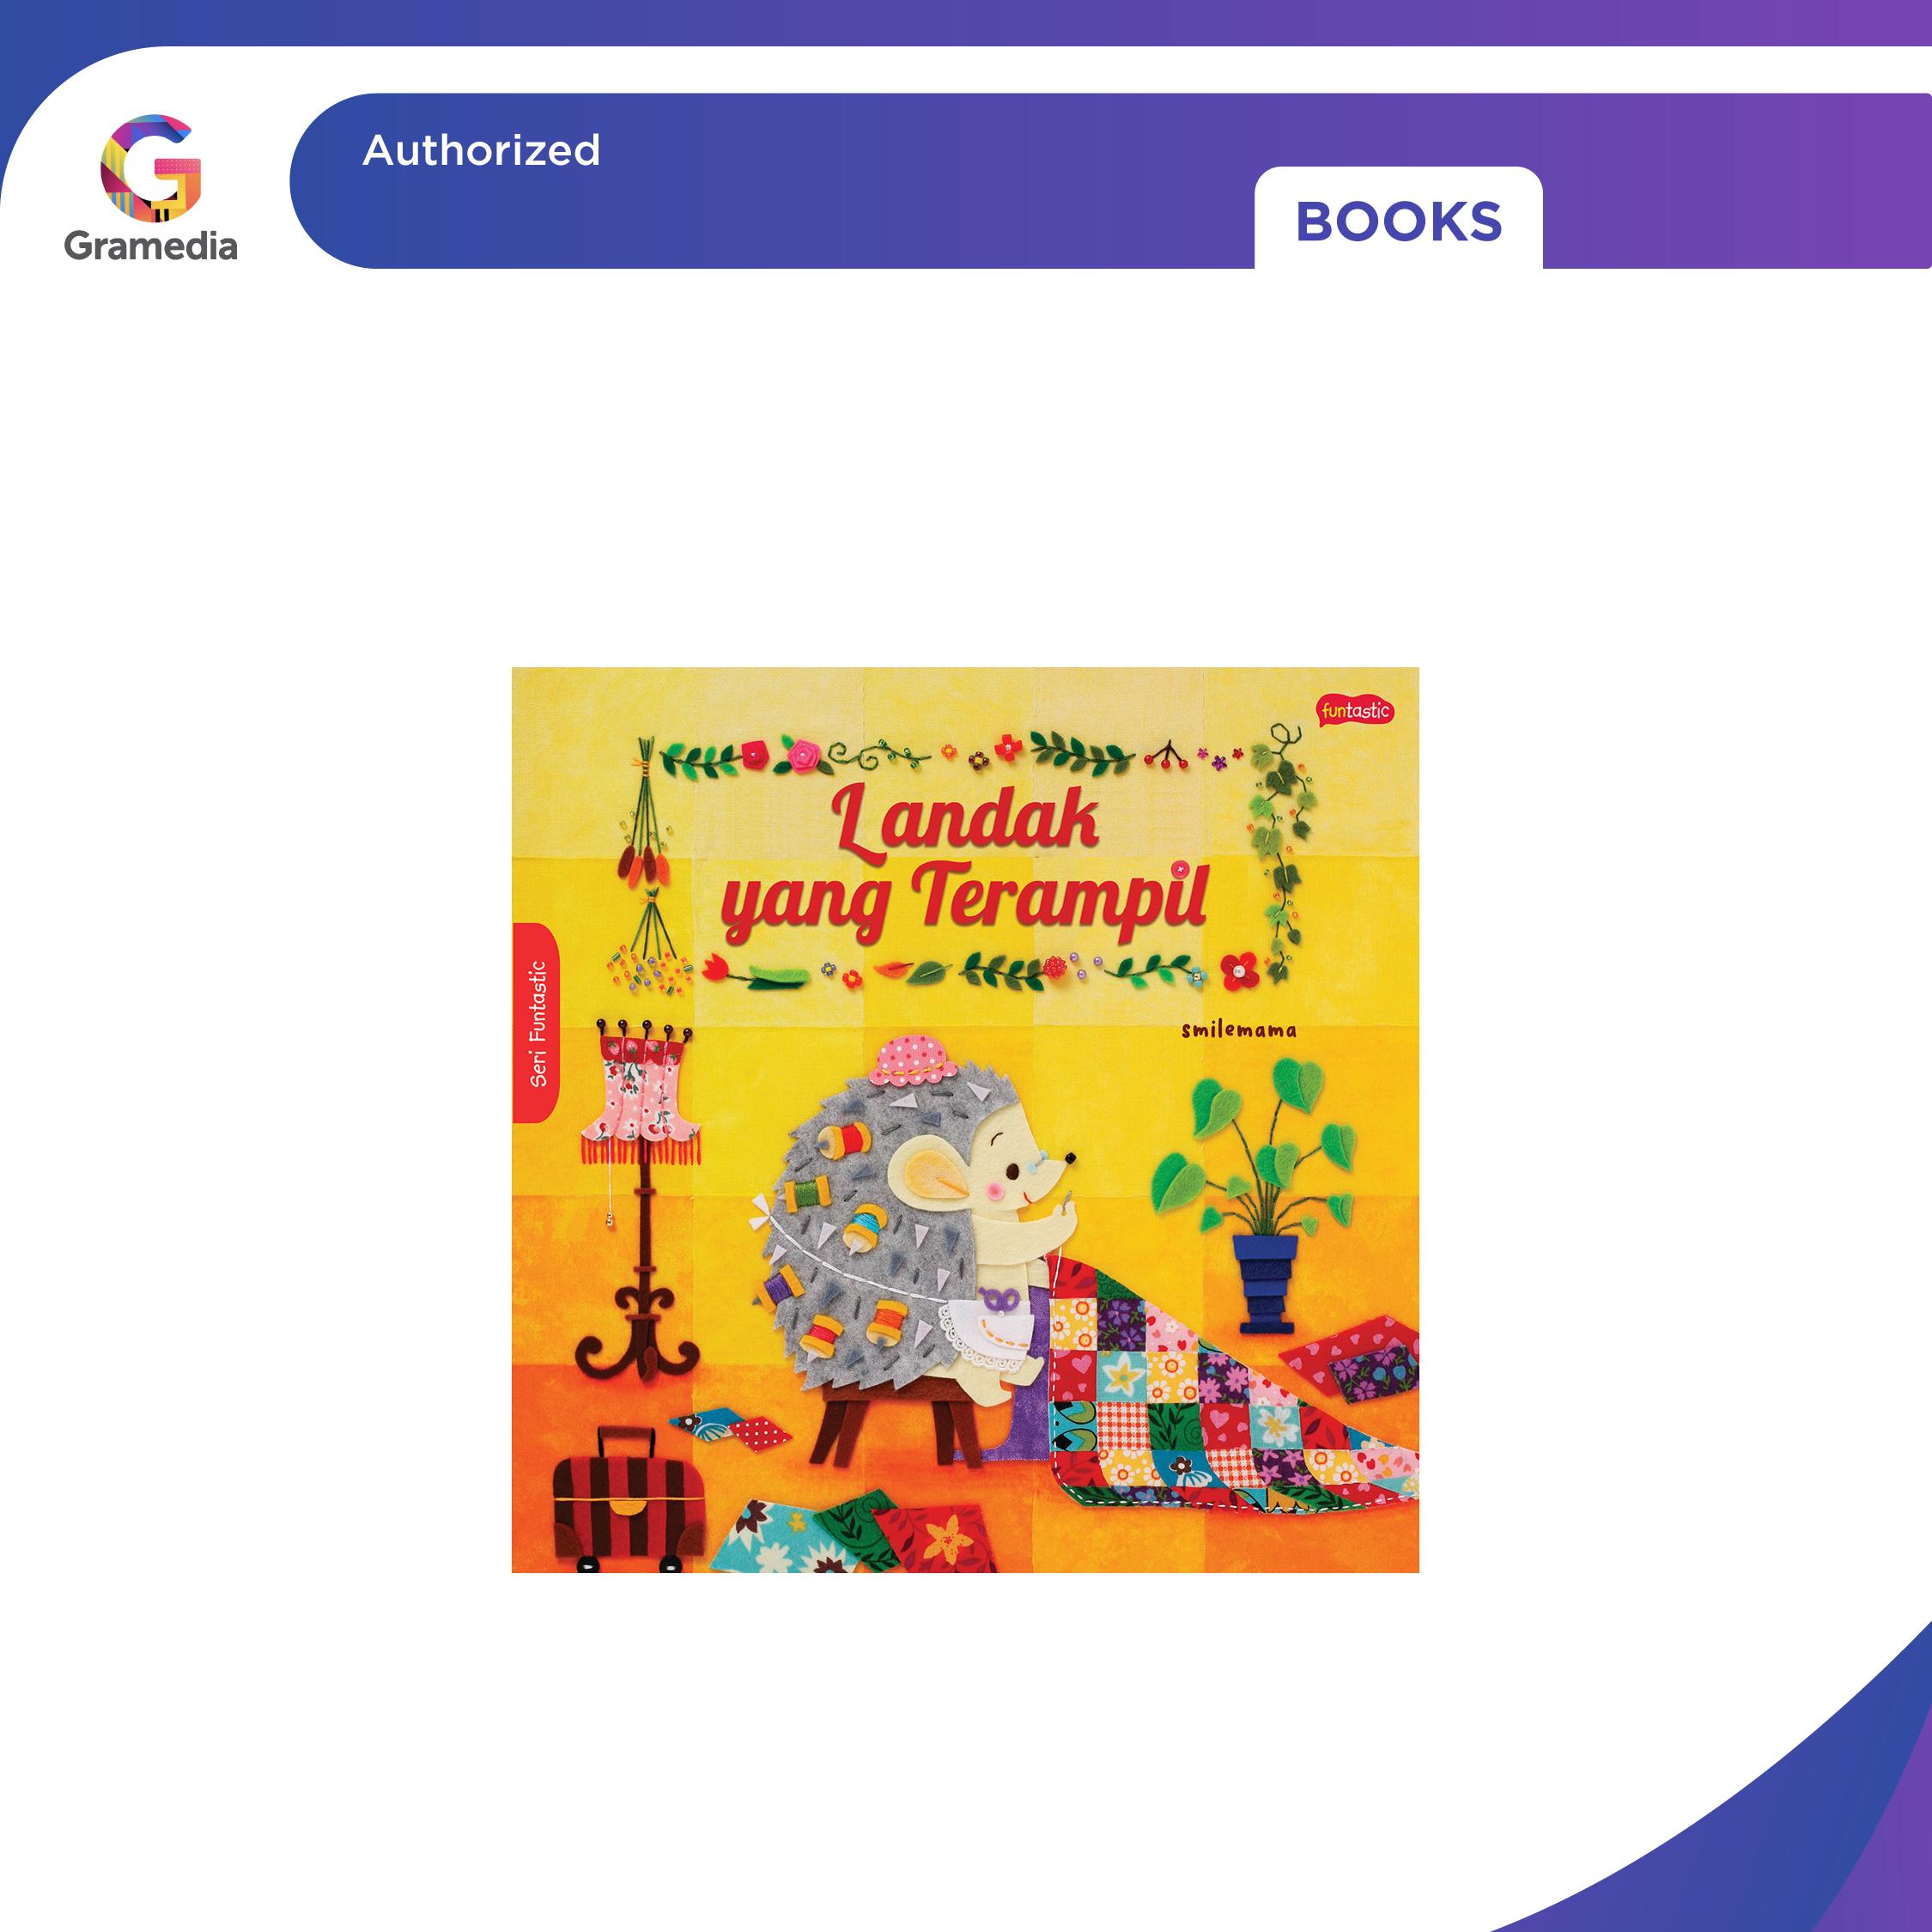 Gramedia
Authorized
BOOKS
funtastic
Landak
yang Terampil
Seri Funtastic
smilemama